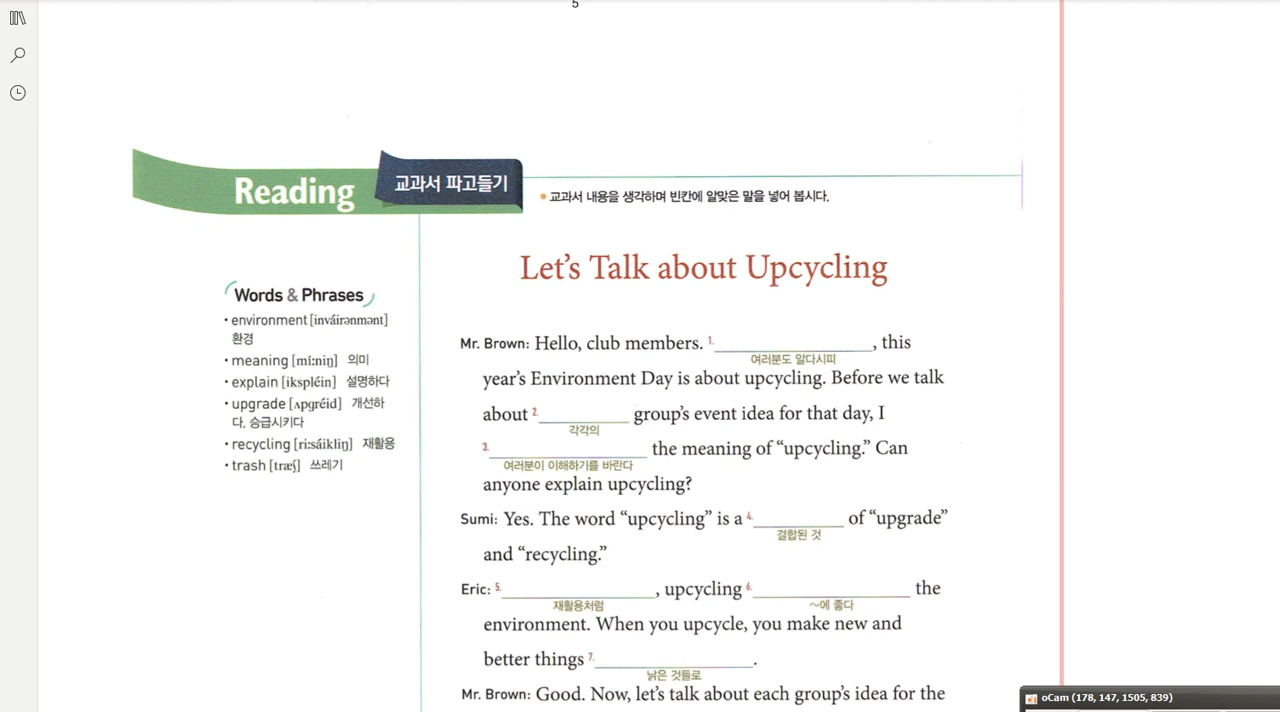 5
Reading
교과서 파고들기
• 교과서 내용을 생각하며 빈칸에 알맞은 말을 넣어 봅시다.
Let's Talk about Upcycling
Words & Phrases
• environment [inváirənmənt]
환경
• meaning [míːniŋ] 의미
• explain [ikspléin] 설명하다
• upgrade [ʌpgréid] 개선하
다, 승급시키다
• recycling [riːsáikliŋ] 재활용
• trash [træʃ] 쓰레기
Mr. Brown: Hello, club members. 1. ____________, this
여러분도 알다시피
year's Environment Day is about upcycling. Before we talk
about 2. ____________ group's event idea for that day, I
각각의
3. ____________ the meaning of “upcycling.” Can
여러분이 이해하기를 바란다
anyone explain upcycling?
Sumi: Yes. The word “upcycling” is a 4. ____________ of “upgrade”
결합된 것
and “recycling.”
Eric: 5. ____________, upcycling 6. ____________ the
재활용처럼 ～에 좋다
environment. When you upcycle, you make new and
better things 7. ____________.
낡은 것들로
Mr. Brown: Good. Now, let's talk about each group's idea for the
oCam (178, 147, 1505, 839)